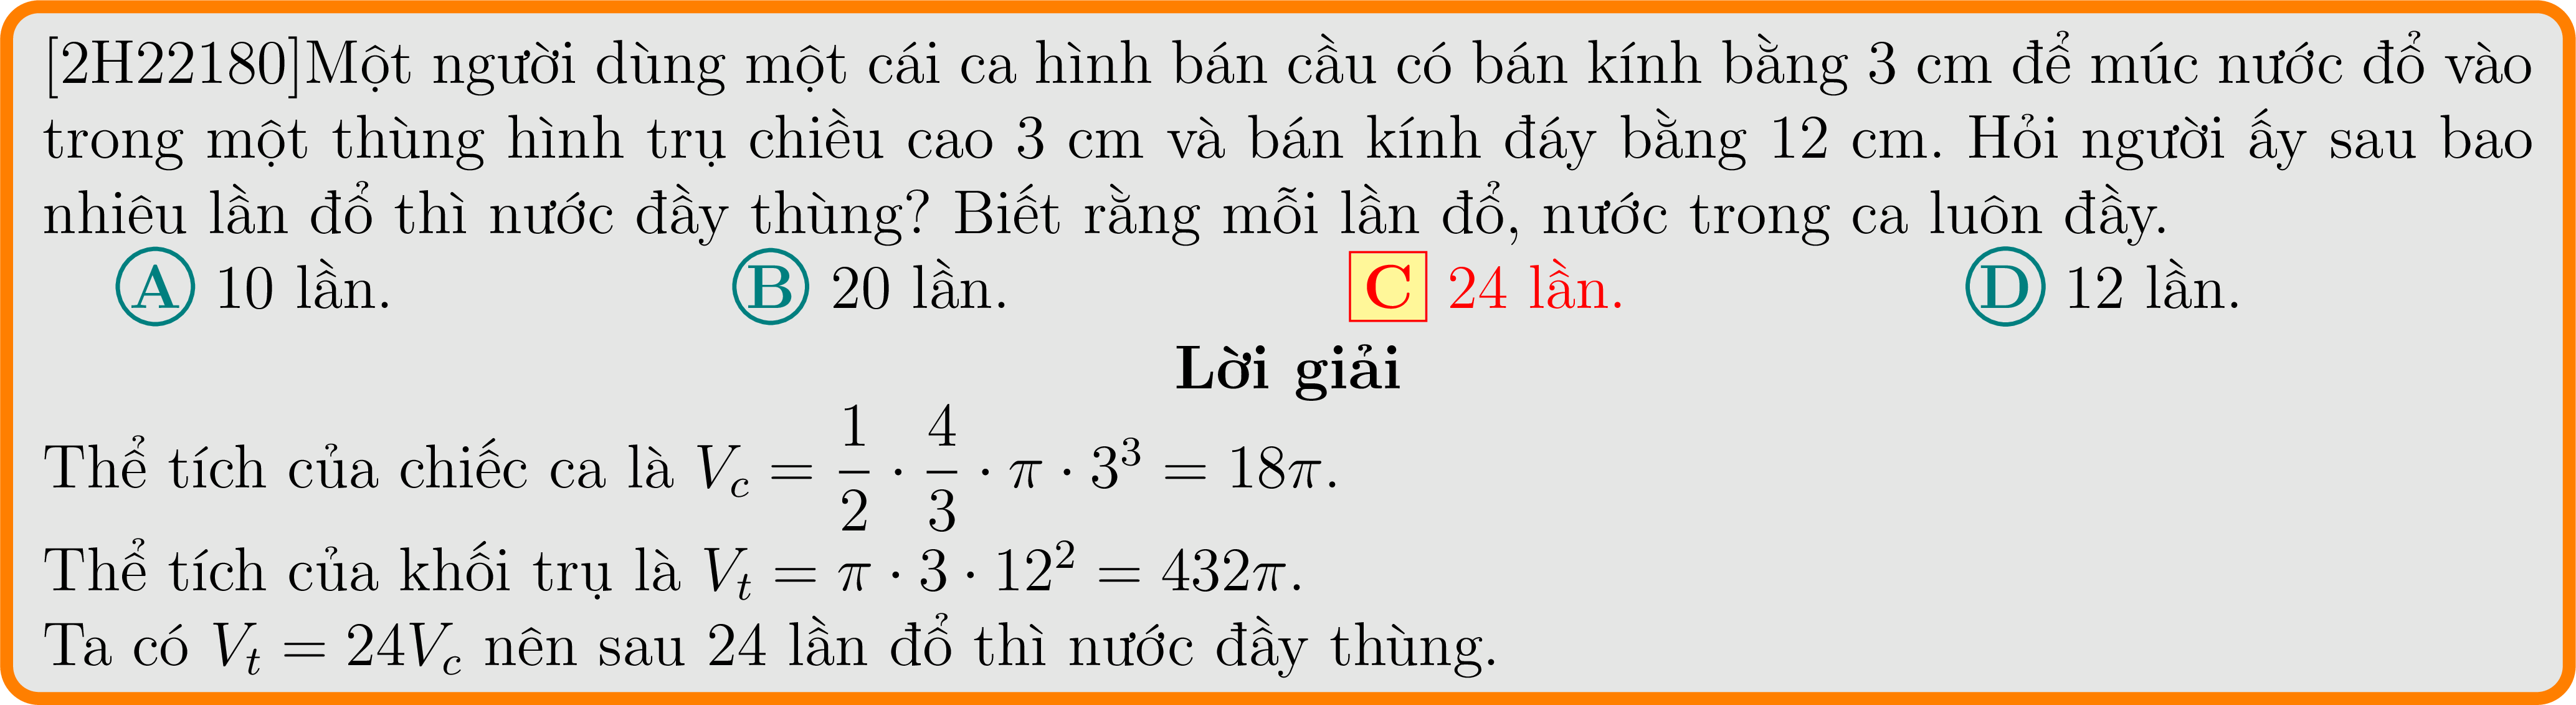 [2H22180]Một người dùng một cái ca hình bán cầu có bán kính bằng 3 cm để múc nước đổ vào
trong một thùng hình trụ chiều cao 3 cm và bán kính đáy bằng 12 cm. Hỏi người ấy sau bao
nhiêu lần đổ thì nước đầy thùng? Biết rằng mỗi lần đổ, nước trong ca luôn đầy.
A 10 lần. B 20 lần. C 24 lần. D 12 lần.
Lời giải
Thể tích của chiếc ca là $V_c = \dfrac{1}{2} \cdot \dfrac{4}{3} \cdot \pi \cdot 3^3 = 18\pi$.
Thể tích của khối trụ là $V_t = \pi \cdot 3 \cdot 12^2 = 432\pi$.
Ta có $V_t = 24V_c$ nên sau 24 lần đổ thì nước đầy thùng.